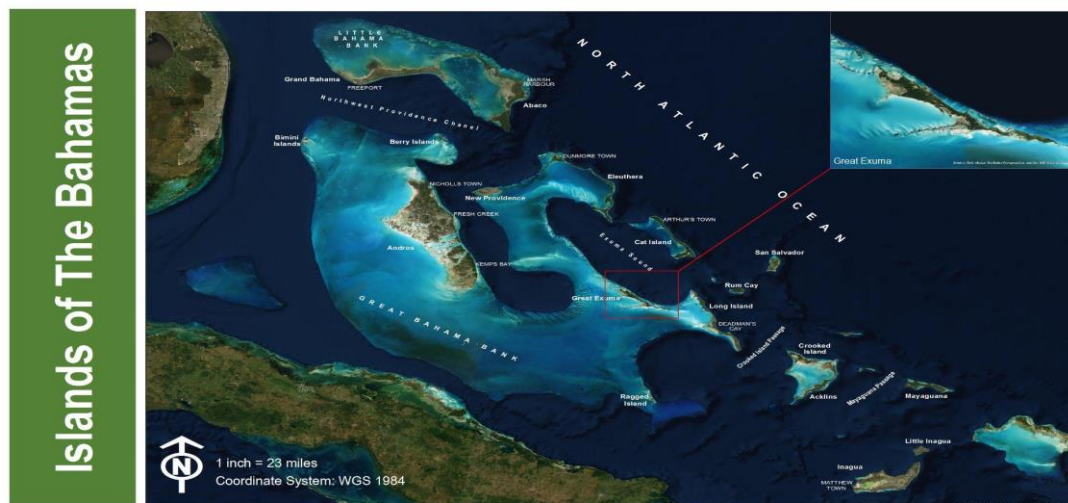 Islands of The Bahamas
LITTLE
BAHAMA
BANK
Grand Bahama
FREEPORT
MARSH
HARBOUR
Abaco
Northwest Providence Chanel
NORTH ATLANTIC OCEAN
Bimini
Islands
Berry Islands
DUNMORE TOWN
Eleuthera
NICHOLLS TOWN
New Providence
FRESH CREEK
ARTHUR'S TOWN
Cat Island
Exuma Sound
Andros
KEMPS BAY
San Salvador
Great Exuma
Rum Cay
Long Island
DEADMAN'S
CAY
GREAT BAHAMA BANK
Crooked Island Passage
Crooked
Island
Acklins
Mayaguana Passage
Mayaguana
Ragged
Island
Little Inagua
Inagua
MATTHEW
TOWN
Great Exuma
N
1 inch = 23 miles
Coordinate System: WGS 1984